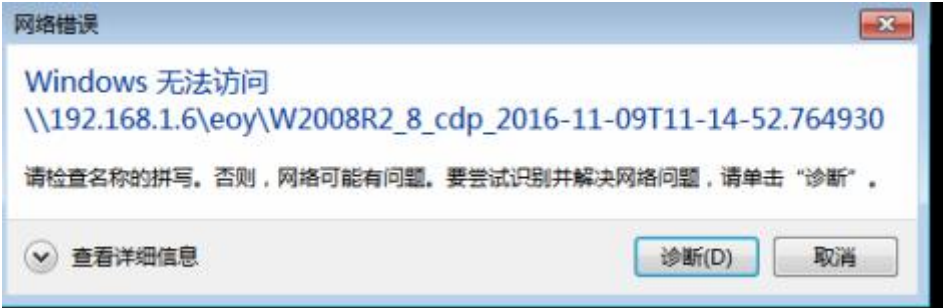 网络错误
Windows 无法访问
\\192.168.1.6\eoy\W2008R2_8_cdp_2016-11-09T11-14-52.764930
请检查名称的拼写。否则，网络可能有问题。要尝试识别并解决网络问题，请单击“诊断”。
查看详细信息
诊断(D)
取消